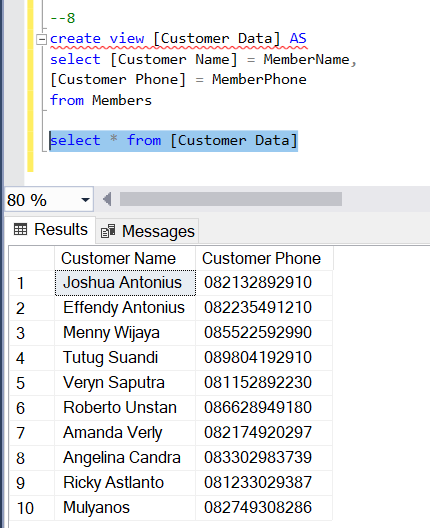 --8
create view [Customer Data] AS
select [Customer Name] = MemberName,
[Customer Phone] = MemberPhone
from Members
select * from [Customer Data]
80 %
Results Messages
Customer Name Customer Phone
1 Joshua Antonius 082132892910
2 Effendy Antonius 082235491210
3 Menny Wijaya 085522592990
4 Tutug Suandi 089804192910
5 Veryn Saputra 081152892230
6 Roberto Unstan 086628949180
7 Amanda Verly 082174920297
8 Angelina Candra 083302983739
9 Ricky Astlanto 081233029387
10 Mulyanos 082749308286